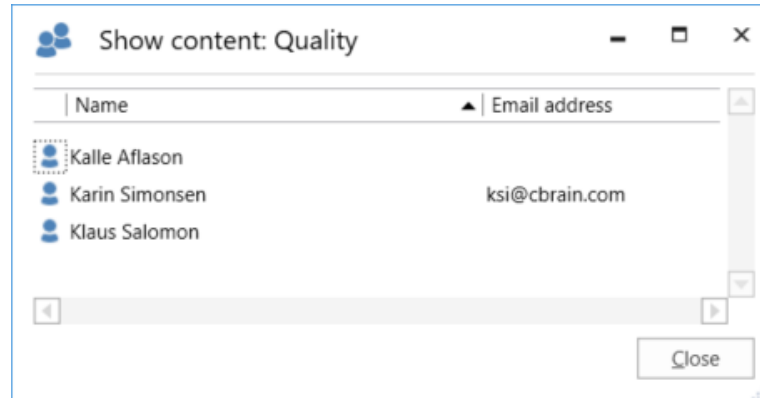 Show content: Quality
Name Email address
Kalle Aflason
Karin Simonsen ksi@cbrain.com
Klaus Salomon
Close